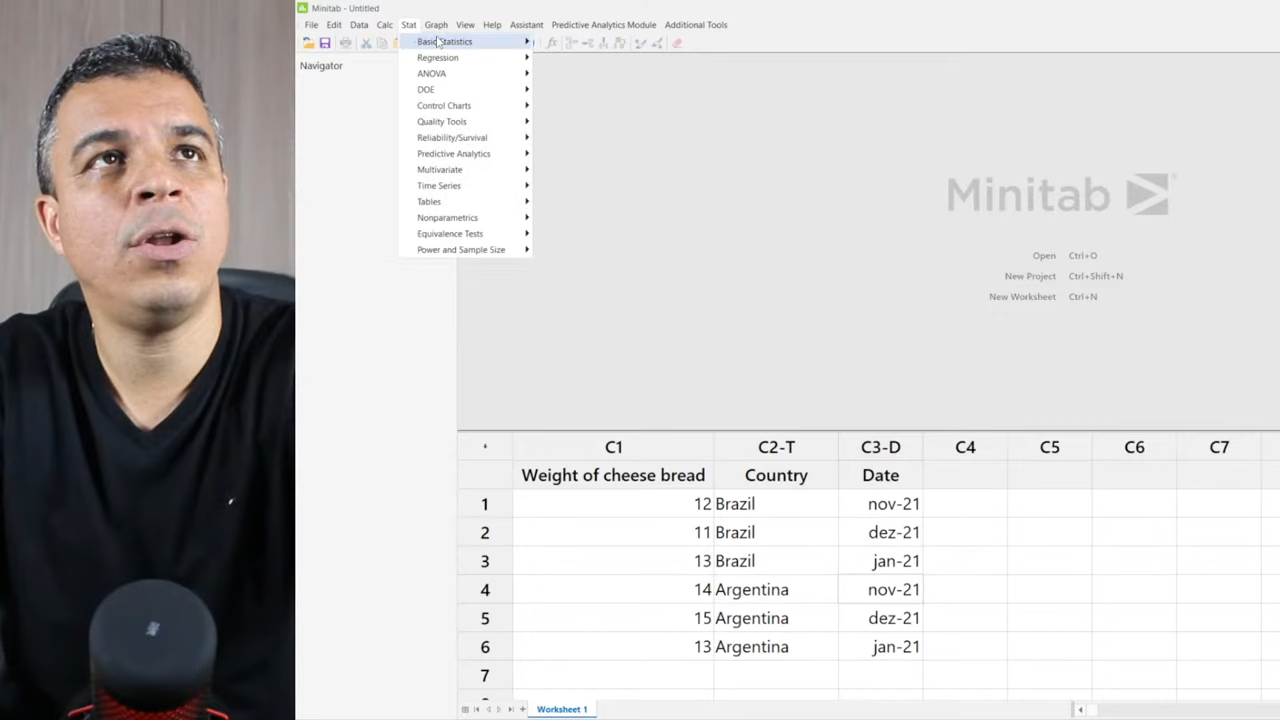 Minitab - Untitled
File Edit Data Calc Stat Graph View Help Assistant Predictive Analytics Module Additional Tools
Navigator
Basic Statistics
Regression
ANOVA
DOE
Control Charts
Quality Tools
Reliability/Survival
Predictive Analytics
Multivariate
Time Series
Tables
Nonparametrics
Equivalence Tests
Power and Sample Size
Minitab
Open Ctrl+O
New Project Ctrl+Shift+N
New Worksheet Ctrl+N
C1 C2-T C3-D C4 C5 C6 C7
Weight of cheese bread Country Date
1 12 Brazil nov-21
2 11 Brazil dez-21
3 13 Brazil jan-21
4 14 Argentina nov-21
5 15 Argentina dez-21
6 13 Argentina jan-21
7
Worksheet 1